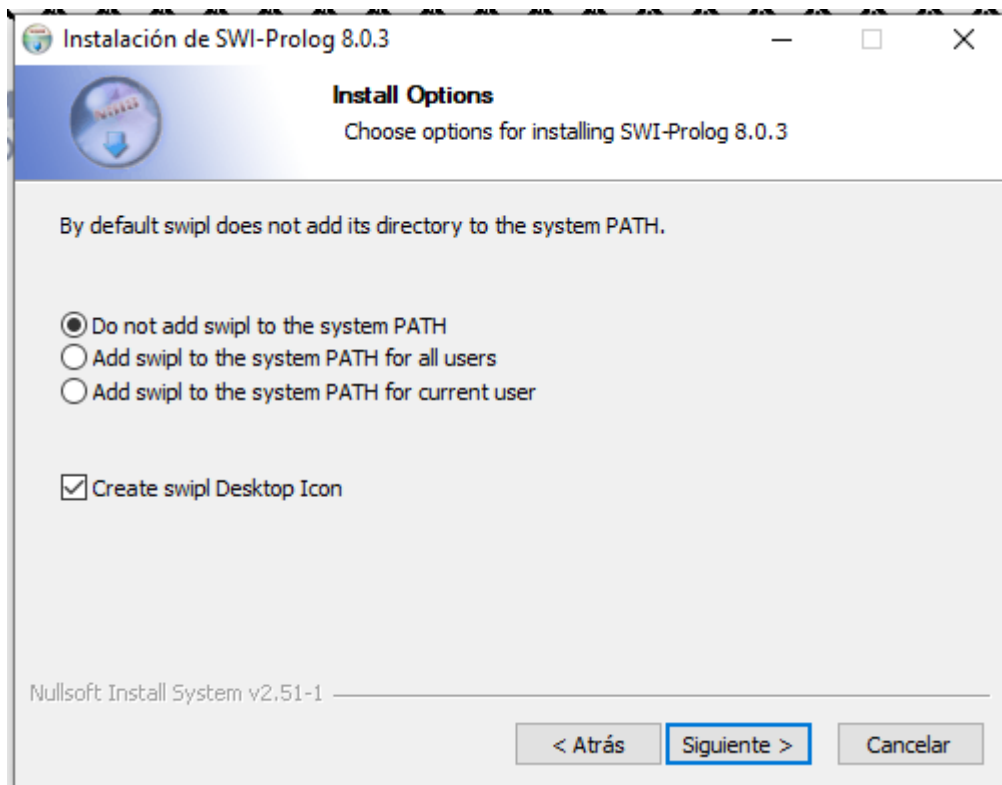 Instalación de SWI-Prolog 8.0.3
Install Options
Choose options for installing SWI-Prolog 8.0.3
By default swipl does not add its directory to the system PATH.
Do not add swipl to the system PATH
Add swipl to the system PATH for all users
Add swipl to the system PATH for current user
Create swipl Desktop Icon
Nullsoft Install System v2.51-1
< Atrás Siguiente > Cancelar